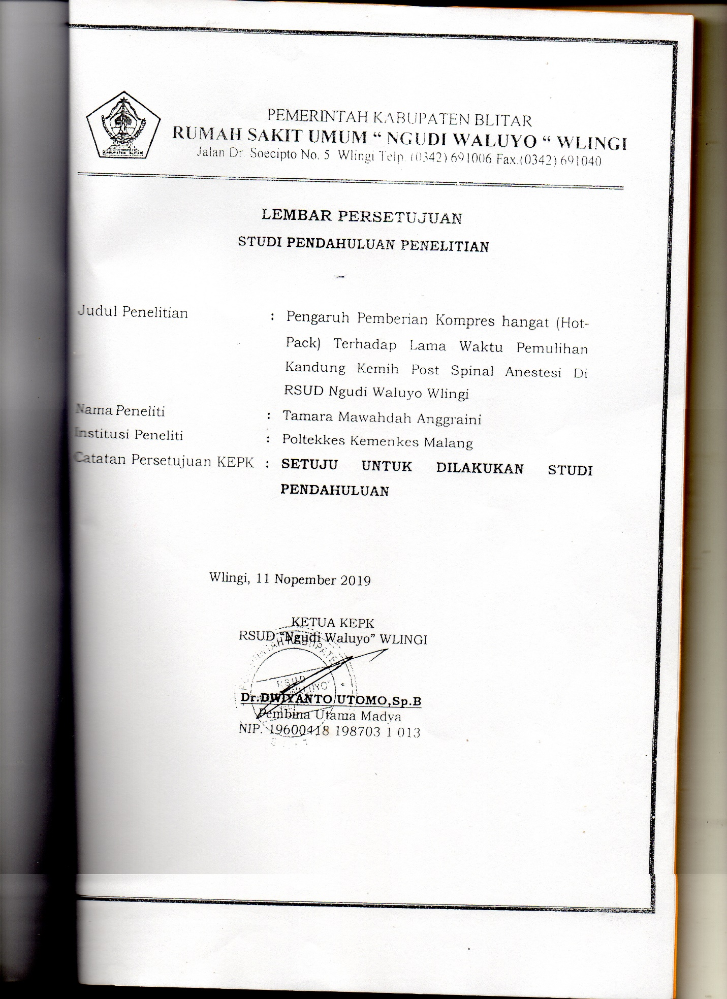 KABUPATEN BLITAR
PEMERINTAH KABUPATEN BLITAR
RUMAH SAKIT UMUM “ NGUDI WALUYO “ WLINGI
Jalan Dr. Soecipto No. 5 Wlingi Telp. (0342) 691006 Fax.(0342) 691040
LEMBAR PERSETUJUAN
STUDI PENDAHULUAN PENELITIAN
Judul Penelitian : Pengaruh Pemberian Kompres hangat (Hot-
Pack) Terhadap Lama Waktu Pemulihan
Kandung Kemih Post Spinal Anestesi Di
RSUD Ngudi Waluyo Wlingi
Nama Peneliti : Tamara Mawahdah Anggraini
Institusi Peneliti : Poltekkes Kemenkes Malang
Catatan Persetujuan KEPK : SETUJU UNTUK DILAKUKAN STUDI
PENDAHULUAN
Wlingi, 11 Nopember 2019
KETUA KEPK
RSUD “Ngudi Waluyo” WLINGI
RSUD
Dr.DWIYANTO UTOMO,Sp.B
Pembina Utama Madya
NIP. 19600418 198703 1 013